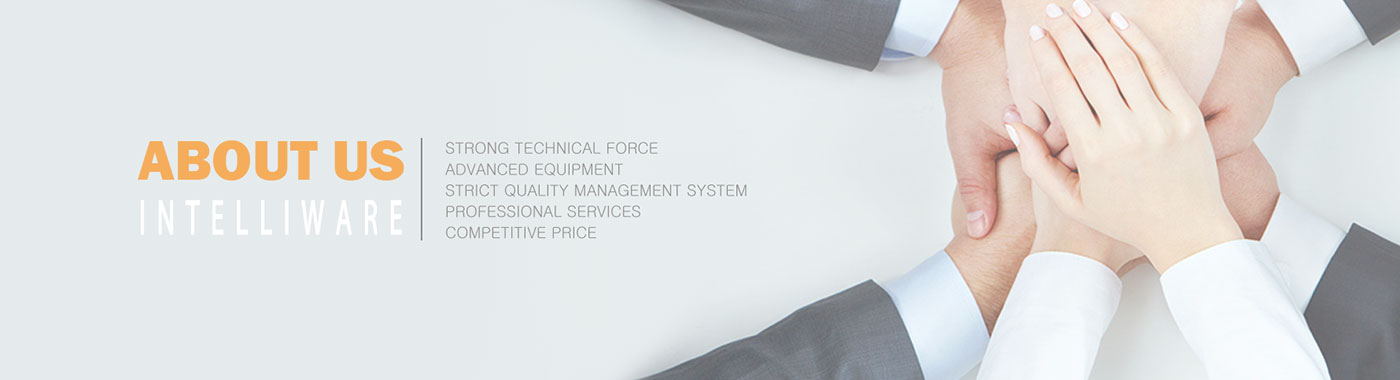 ABOUT US
INTELLIWARE
STRONG TECHNICAL FORCE
ADVANCED EQUIPMENT
STRICT QUALITY MANAGEMENT SYSTEM
PROFESSIONAL SERVICES
COMPETITIVE PRICE